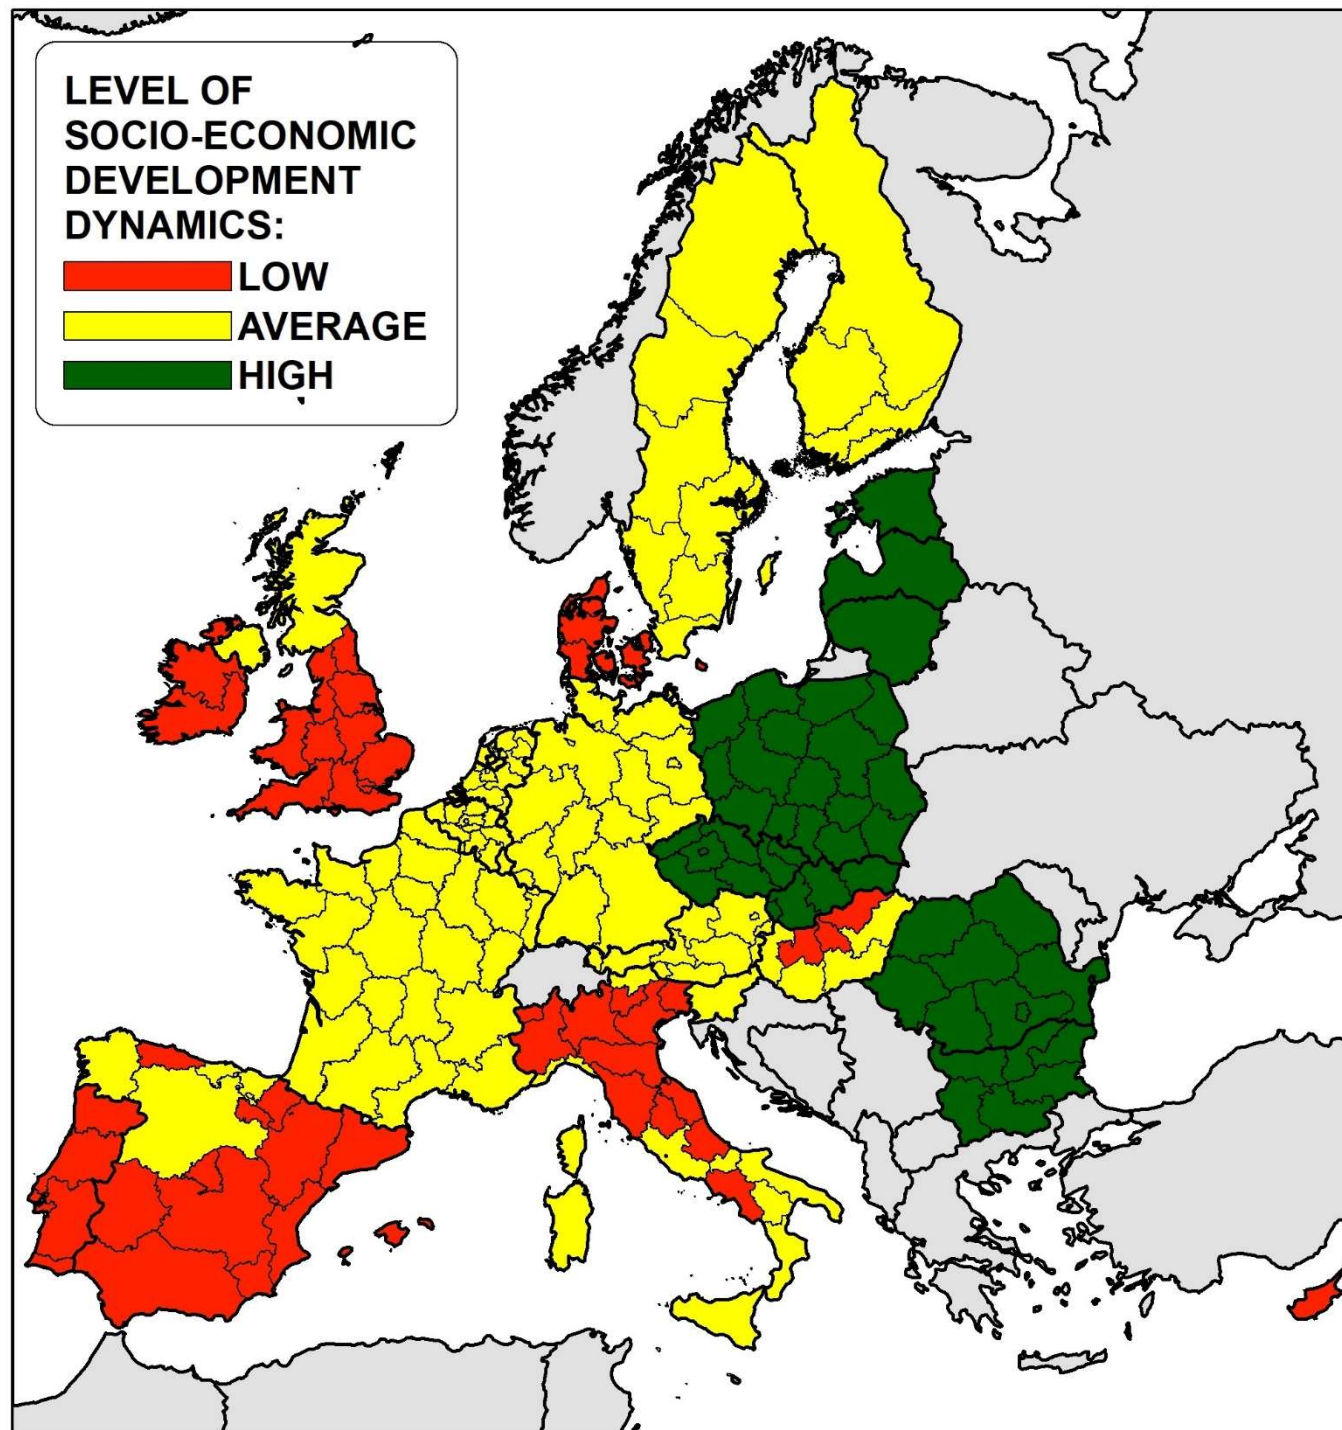 LEVEL OF
SOCIO-ECONOMIC
DEVELOPMENT
DYNAMICS:
LOW
AVERAGE
HIGH